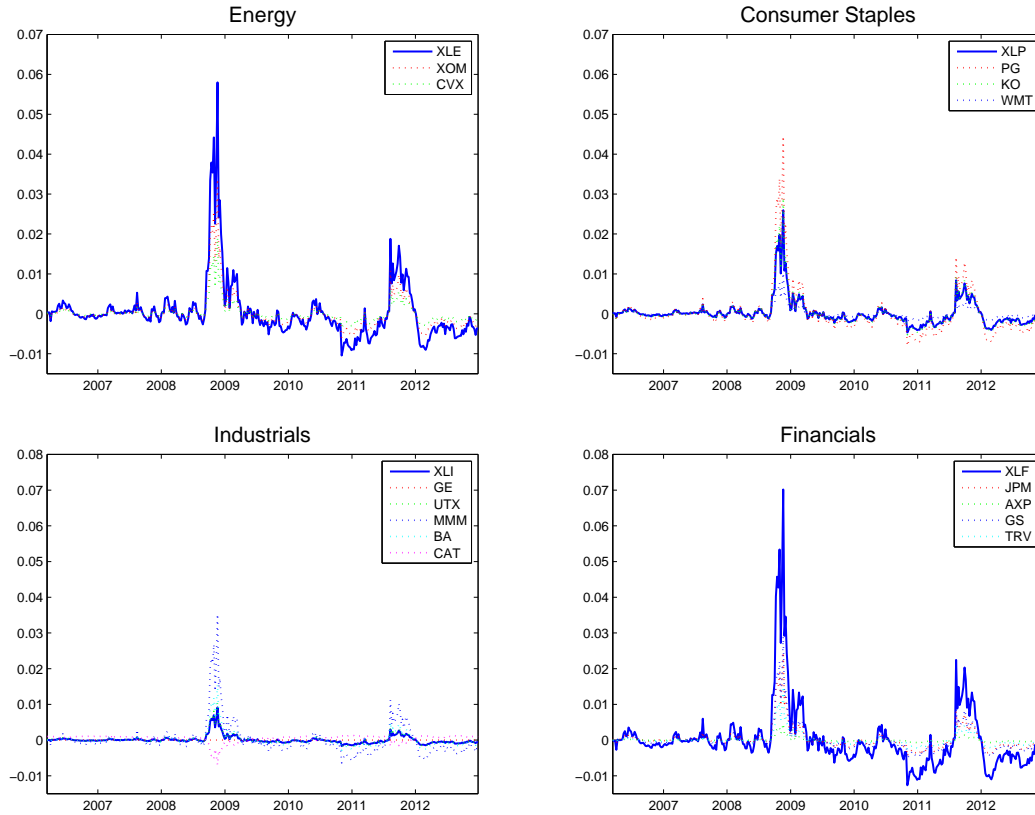 Energy
0.07
0.06
0.05
0.04
0.03
0.02
0.01
0
−0.01
2007 2008 2009 2010 2011 2012
XLE
XOM
CVX
Consumer Staples
0.07
0.06
0.05
0.04
0.03
0.02
0.01
0
−0.01
2007 2008 2009 2010 2011 2012
XLP
PG
KO
WMT
Industrials
0.08
0.07
0.06
0.05
0.04
0.03
0.02
0.01
0
−0.01
2007 2008 2009 2010 2011 2012
XLI
GE
UTX
MMM
BA
CAT
Financials
0.08
0.07
0.06
0.05
0.04
0.03
0.02
0.01
0
−0.01
2007 2008 2009 2010 2011 2012
XLF
JPM
AXP
GS
TRV